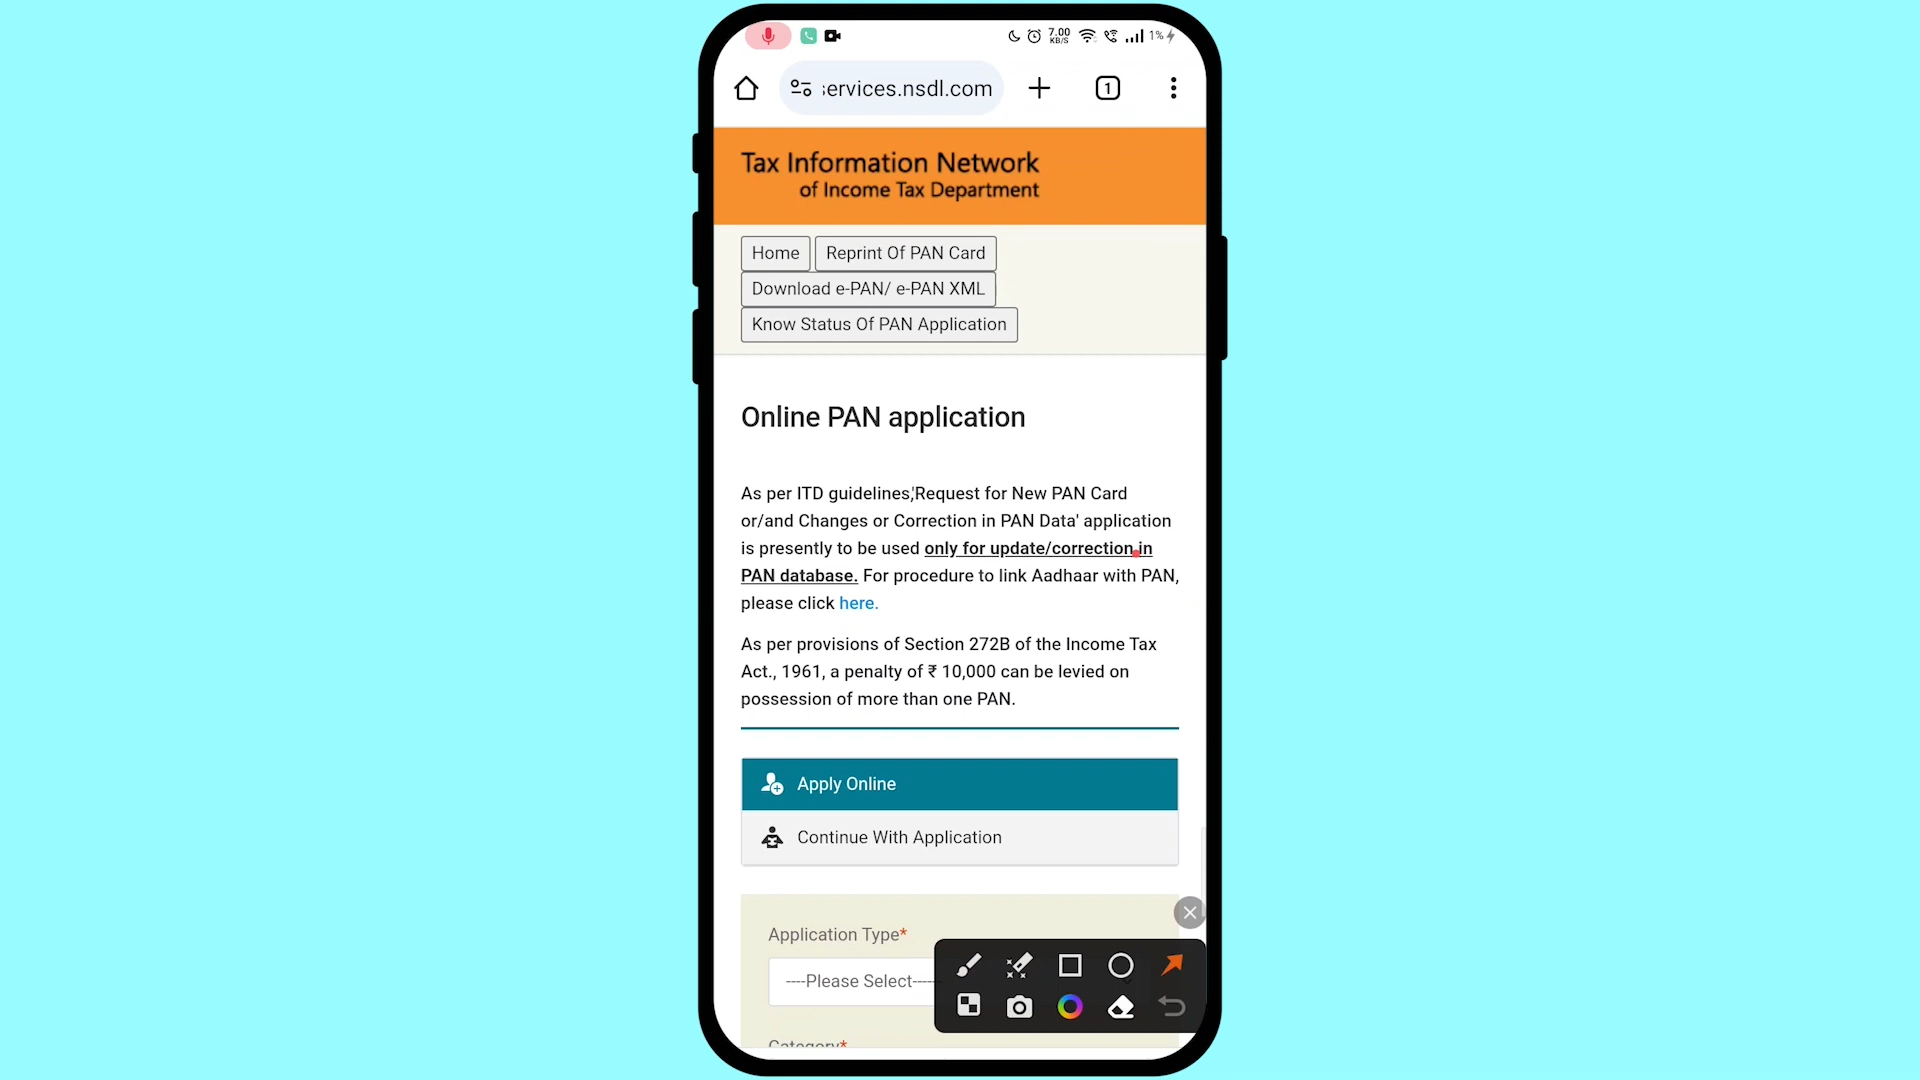 7.00
KB/S
1%
services.nsdl.com
1
Tax Information Network
of Income Tax Department
Home
Reprint Of PAN Card
Download e-PAN/ e-PAN XML
Know Status Of PAN Application
Online PAN application
As per ITD guidelines,'Request for New PAN Card
or/and Changes or Correction in PAN Data' application
is presently to be used only for update/correction in
PAN database. For procedure to link Aadhaar with PAN,
please click here.
As per provisions of Section 272B of the Income Tax
Act., 1961, a penalty of ₹ 10,000 can be levied on
possession of more than one PAN.
Apply Online
Continue With Application
Application Type*
----Please Select------
Category*